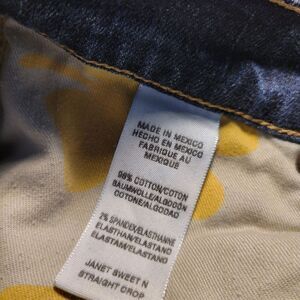 MADE IN MEXICO
HECHO EN MEXICO
FABRIQUE AU
MEXIQUE
98% COTTON/COTON
BAUMWOLLE/ALGODÓN
COTONE/ALGODAO
2% SPANDEX/ELASTHANNE
ELASTHAN/ELASTANO
ELASTAM/ELASTANO
JANET SWEET N
STRAIGHT CROP